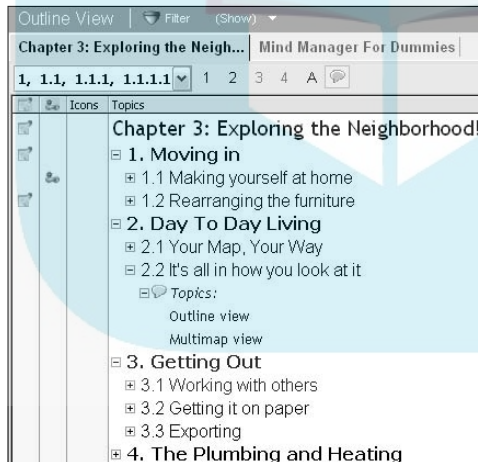 Outline View Filter (Show)
Chapter 3: Exploring the Neigh... Mind Manager For Dummies
1, 1.1, 1.1.1, 1.1.1.1 1 2 3 4 A
Icons Topics
Chapter 3: Exploring the Neighborhood!
1. Moving in
1.1 Making yourself at home
1.2 Rearranging the furniture
2. Day To Day Living
2.1 Your Map, Your Way
2.2 It's all in how you look at it
Topics:
Outline view
Multimap view
3. Getting Out
3.1 Working with others
3.2 Getting it on paper
3.3 Exporting
4. The Plumbing and Heating